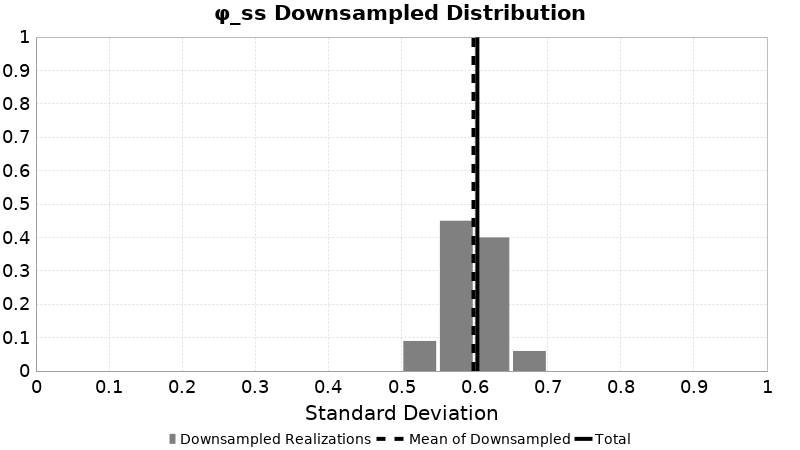 φ_ss Downsampled Distribution
1
0.9
0.8
0.7
0.6
0.5
0.4
0.3
0.2
0.1
0
0 0.1 0.2 0.3 0.4 0.5 0.6 0.7 0.8 0.9 1
Standard Deviation
Downsampled Realizations Mean of Downsampled Total